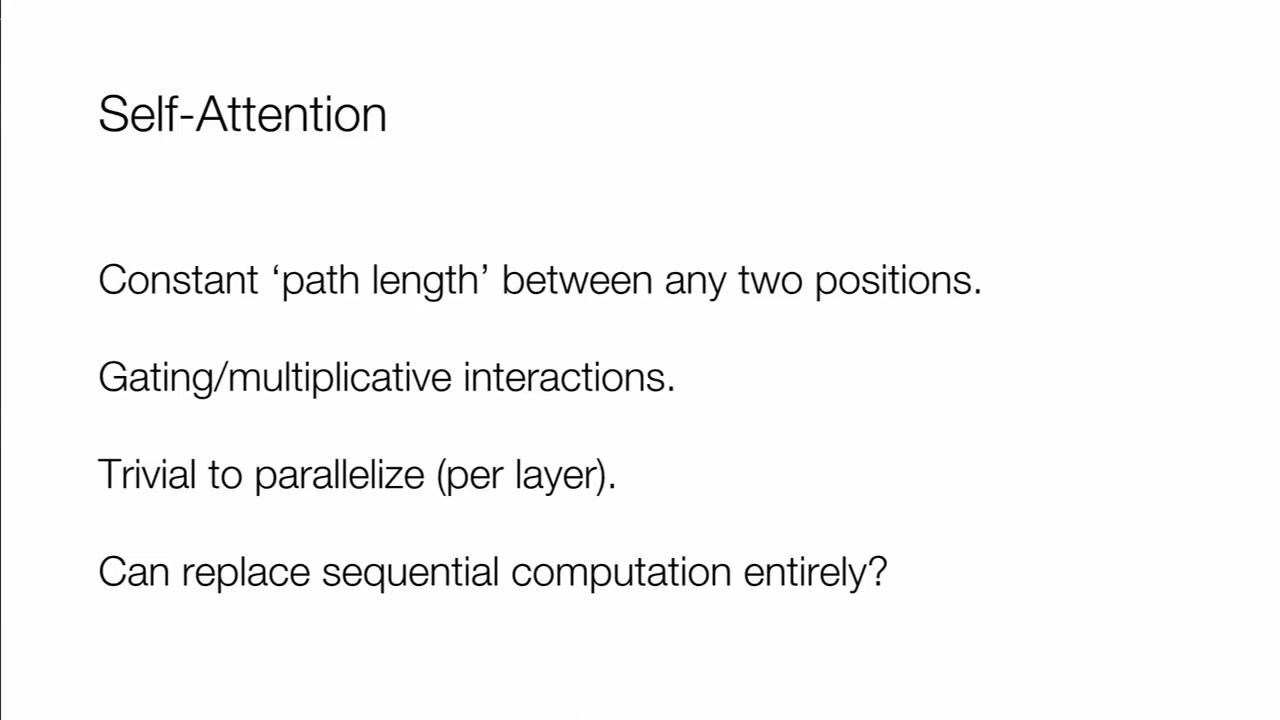 Self-Attention
Constant ‘path length’ between any two positions.
Gating/multiplicative interactions.
Trivial to parallelize (per layer).
Can replace sequential computation entirely?